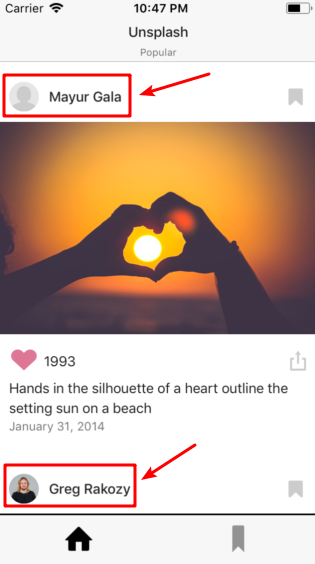 Carrier 10:47 PM
Unsplash
Popular
Mayur Gala
1993
Hands in the silhouette of a heart outline the
setting sun on a beach
January 31, 2014
Greg Rakozy